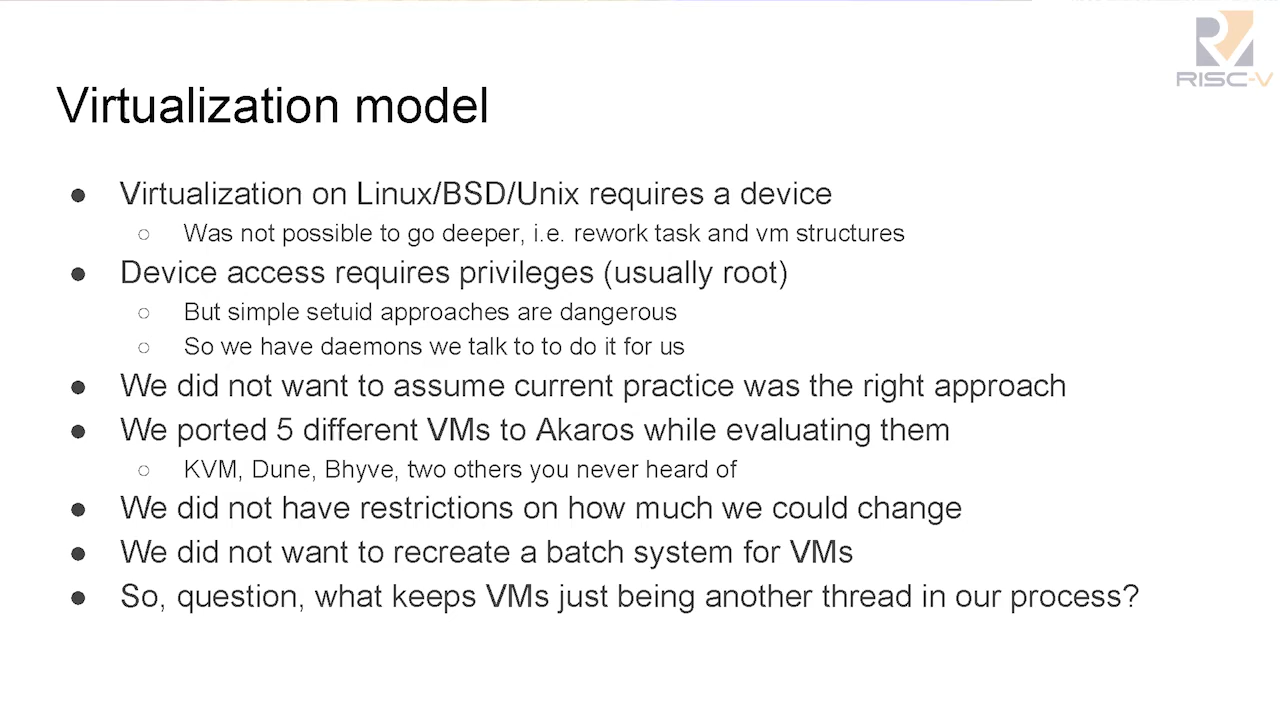 RISC-V
Virtualization model
● Virtualization on Linux/BSD/Unix requires a device
○ Was not possible to go deeper, i.e. rework task and vm structures
● Device access requires privileges (usually root)
○ But simple setuid approaches are dangerous
○ So we have daemons we talk to to do it for us
● We did not want to assume current practice was the right approach
● We ported 5 different VMs to Akaros while evaluating them
○ KVM, Dune, Bhyve, two others you never heard of
● We did not have restrictions on how much we could change
● We did not want to recreate a batch system for VMs
● So, question, what keeps VMs just being another thread in our process?